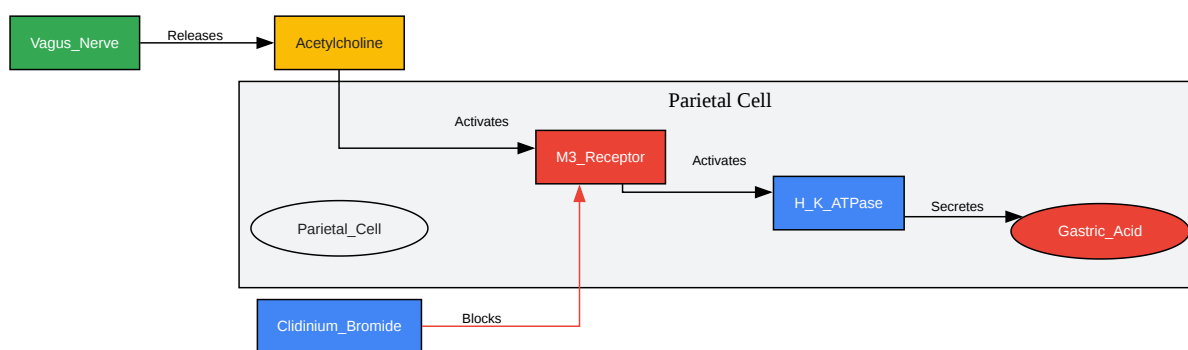 Vagus_Nerve
Releases
Acetylcholine
Parietal Cell
Activates
M3_Receptor
Activates
H_K_ATPase
Secretes
Gastric_Acid
Parietal_Cell
Clidinium_Bromide
Blocks